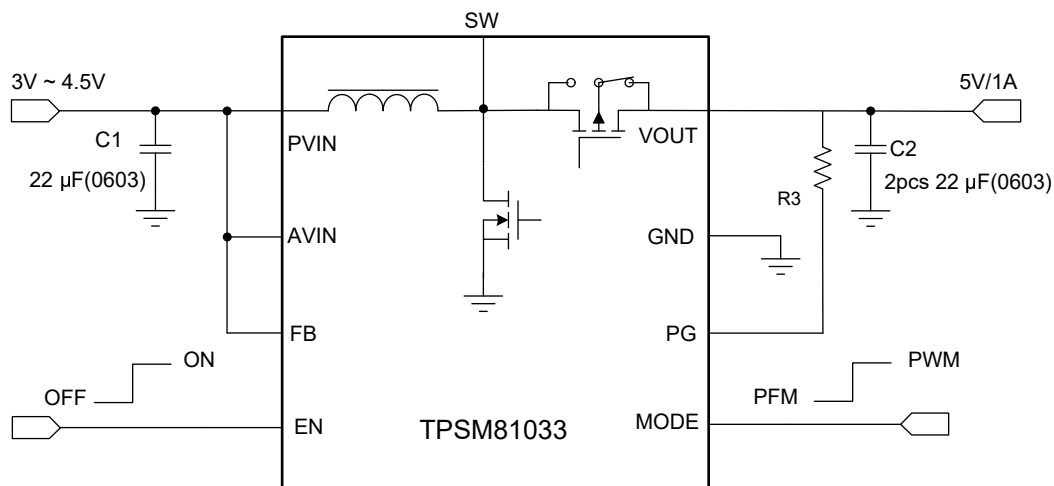 SW
3V ~ 4.5V
5V/1A
C1
22 µF(0603)
PVIN
VOUT
C2
2pcs 22 µF(0603)
R3
AVIN
GND
FB
PG
ON
OFF
PWM
PFM
EN
TPSM81033
MODE